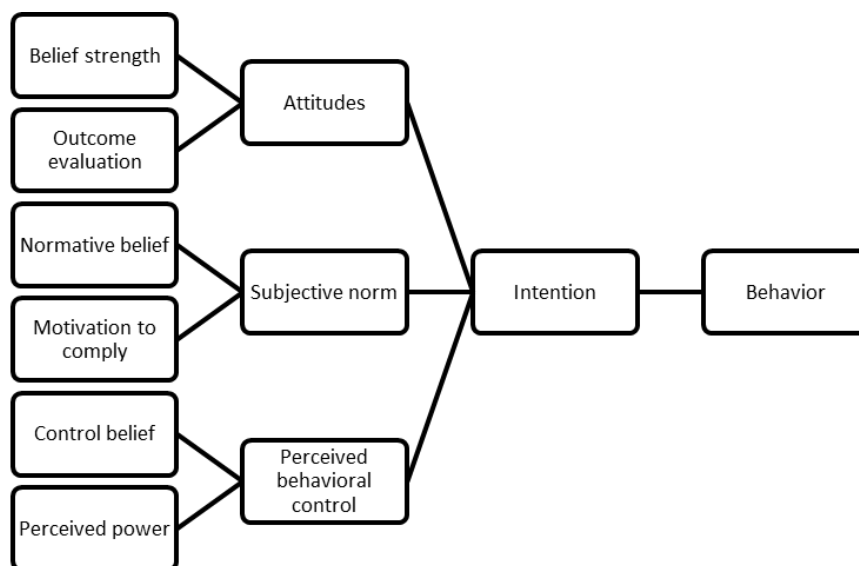 Belief strength
Outcome
evaluation
Attitudes
Normative belief
Motivation to
comply
Subjective norm
Control belief
Perceived power
Perceived
behavioral
control
Intention
Behavior